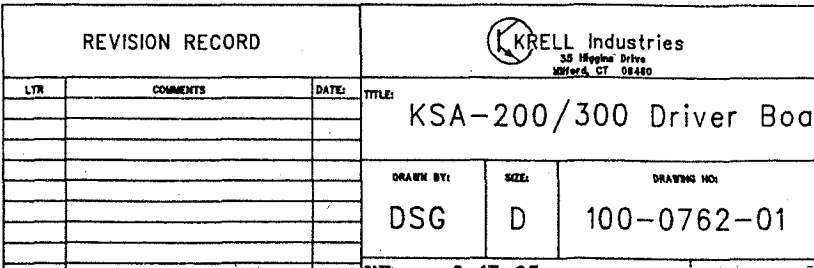 REVISION RECORD
LTR COMMENTS DATE:
KRELL Industries
35 Higgins Drive
Milford, CT 06460
TITLE:
KSA-200/300 Driver Boa
DRAWN BY: SIZE: DRAWING NO:
DSG D 100-0762-01